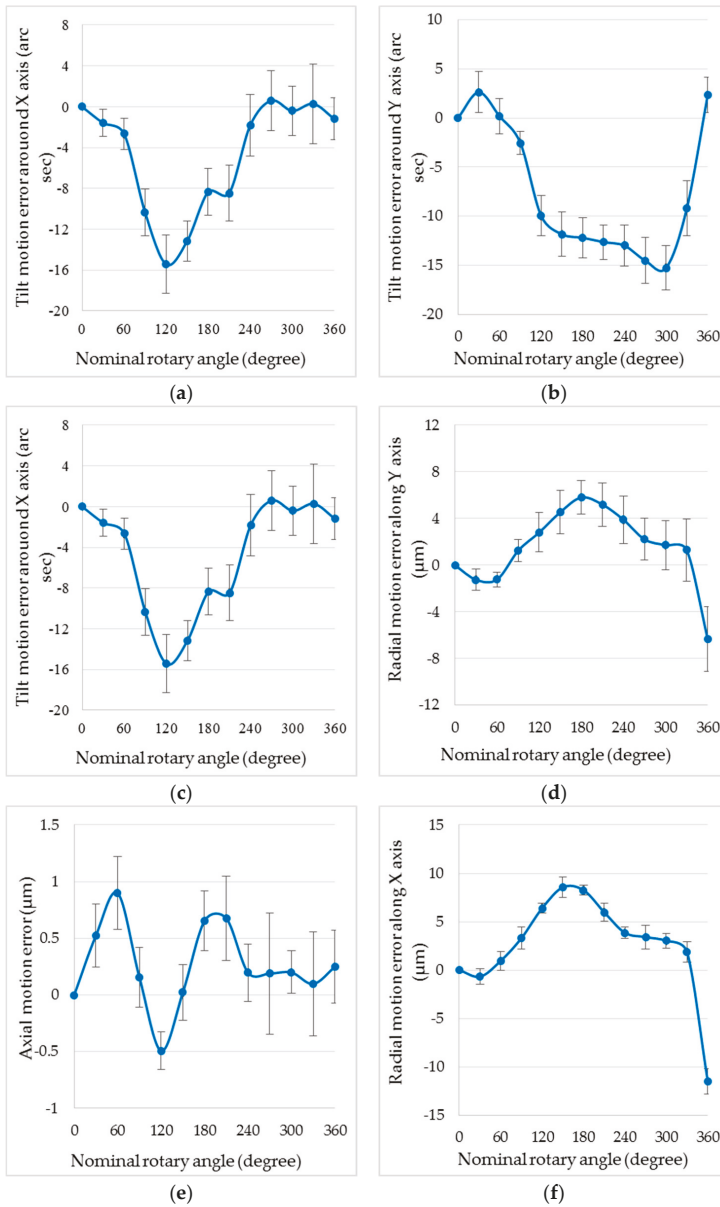 Tilt motion error arouond X axis (arc
sec)
8
4
0
-4
-8
-12
-16
-20
0 60 120 180 240 300 360
Nominal rotary angle (degree)
(a)
Tilt motion error around Y axis (arc
sec)
10
5
0
-5
-10
-15
-20
0 60 120 180 240 300 360
Nominal rotary angle (degree)
(b)
Tilt motion error arouond X axis (arc
sec)
8
4
0
-4
-8
-12
-16
-20
0 60 120 180 240 300 360
Nominal rotary angle (degree)
(c)
Radial motion error along Y axis
(µm)
12
8
4
0
-4
-8
-12
0 60 120 180 240 300 360
Nominal rotary angle (degree)
(d)
Axial motion error (µm)
1.5
1
0.5
0
-0.5
-1
0 60 120 180 240 300 360
Nominal rotary angle (degree)
(e)
Radial motion error along X axis
(µm)
15
10
5
0
-5
-10
-15
0 60 120 180 240 300 360
Nominal rotary angle (degree)
(f)